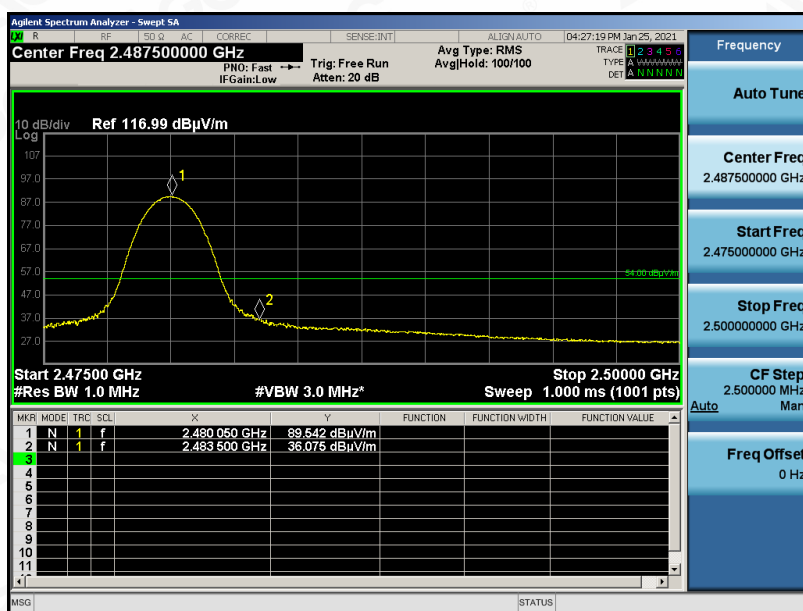 Agilent Spectrum Analyzer - Swept SA
LXI R RF 50 Ω AC CORREC SENSE:INT ALIGN AUTO 04:27:19 PM Jan 25, 2021
Center Freq 2.487500000 GHz
PNO: Fast
IFGain:Low
Trig: Free Run
Atten: 20 dB
Avg Type: RMS
Avg|Hold: 100/100
TRACE 1 2 3 4 5 6
TYPE A WWWWW
DET A N N N N N
10 dB/div Ref 116.99 dBµV/m
Log
107
97.0
87.0
77.0
67.0
57.0
47.0
37.0
27.0
1
2
54.00 dBµV/m
Start 2.47500 GHz Stop 2.50000 GHz
#Res BW 1.0 MHz #VBW 3.0 MHz* Sweep 1.000 ms (1001 pts)
MKR MODE TRC SCL X Y FUNCTION FUNCTION WIDTH FUNCTION VALUE
1 N 1 f 2.480 050 GHz 89.542 dBuV/m
2 N 1 f 2.483 500 GHz 36.075 dBuV/m
3
4
5
6
7
8
9
10
11
MSG STATUS
Frequency
Auto Tune
Center Freq
2.487500000 GHz
Start Freq
2.475000000 GHz
Stop Freq
2.500000000 GHz
CF Step
2.500000 MHz
Auto Man
Freq Offset
0 Hz